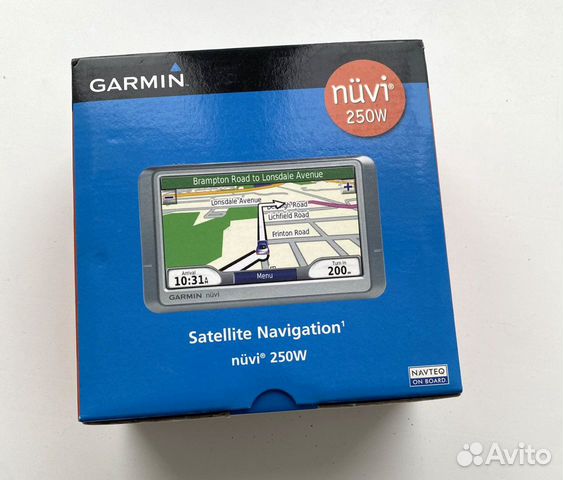 GARMIN
nüvi®
250W
Brampton Road to Lonsdale Avenue
Lonsdale Avenue
Road
Lichfield Road
Frinton Road
Arrival
10:31
Menu
Turn in
200
GARMIN nüvi
Satellite Navigation¹
nüvi® 250W
NAVTEQ
ON BOARD
Avito